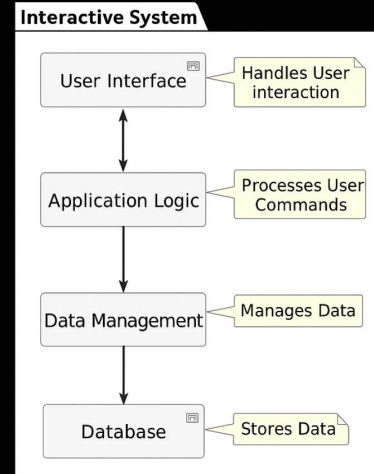 Interactive System
User Interface
Handles User
interaction
Application Logic
Processes User
Commands
Data Management
Manages Data
Database
Stores Data